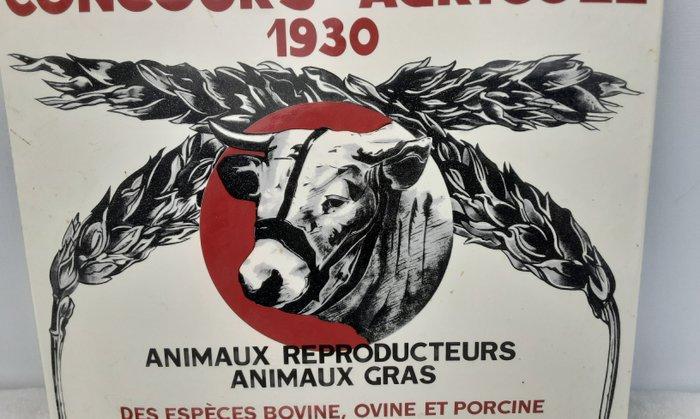 CONCOURS AGRICOLE
1930
ANIMAUX REPRODUCTEURS
ANIMAUX GRAS
DES ESPÈCES BOVINE, OVINE ET PORCINE